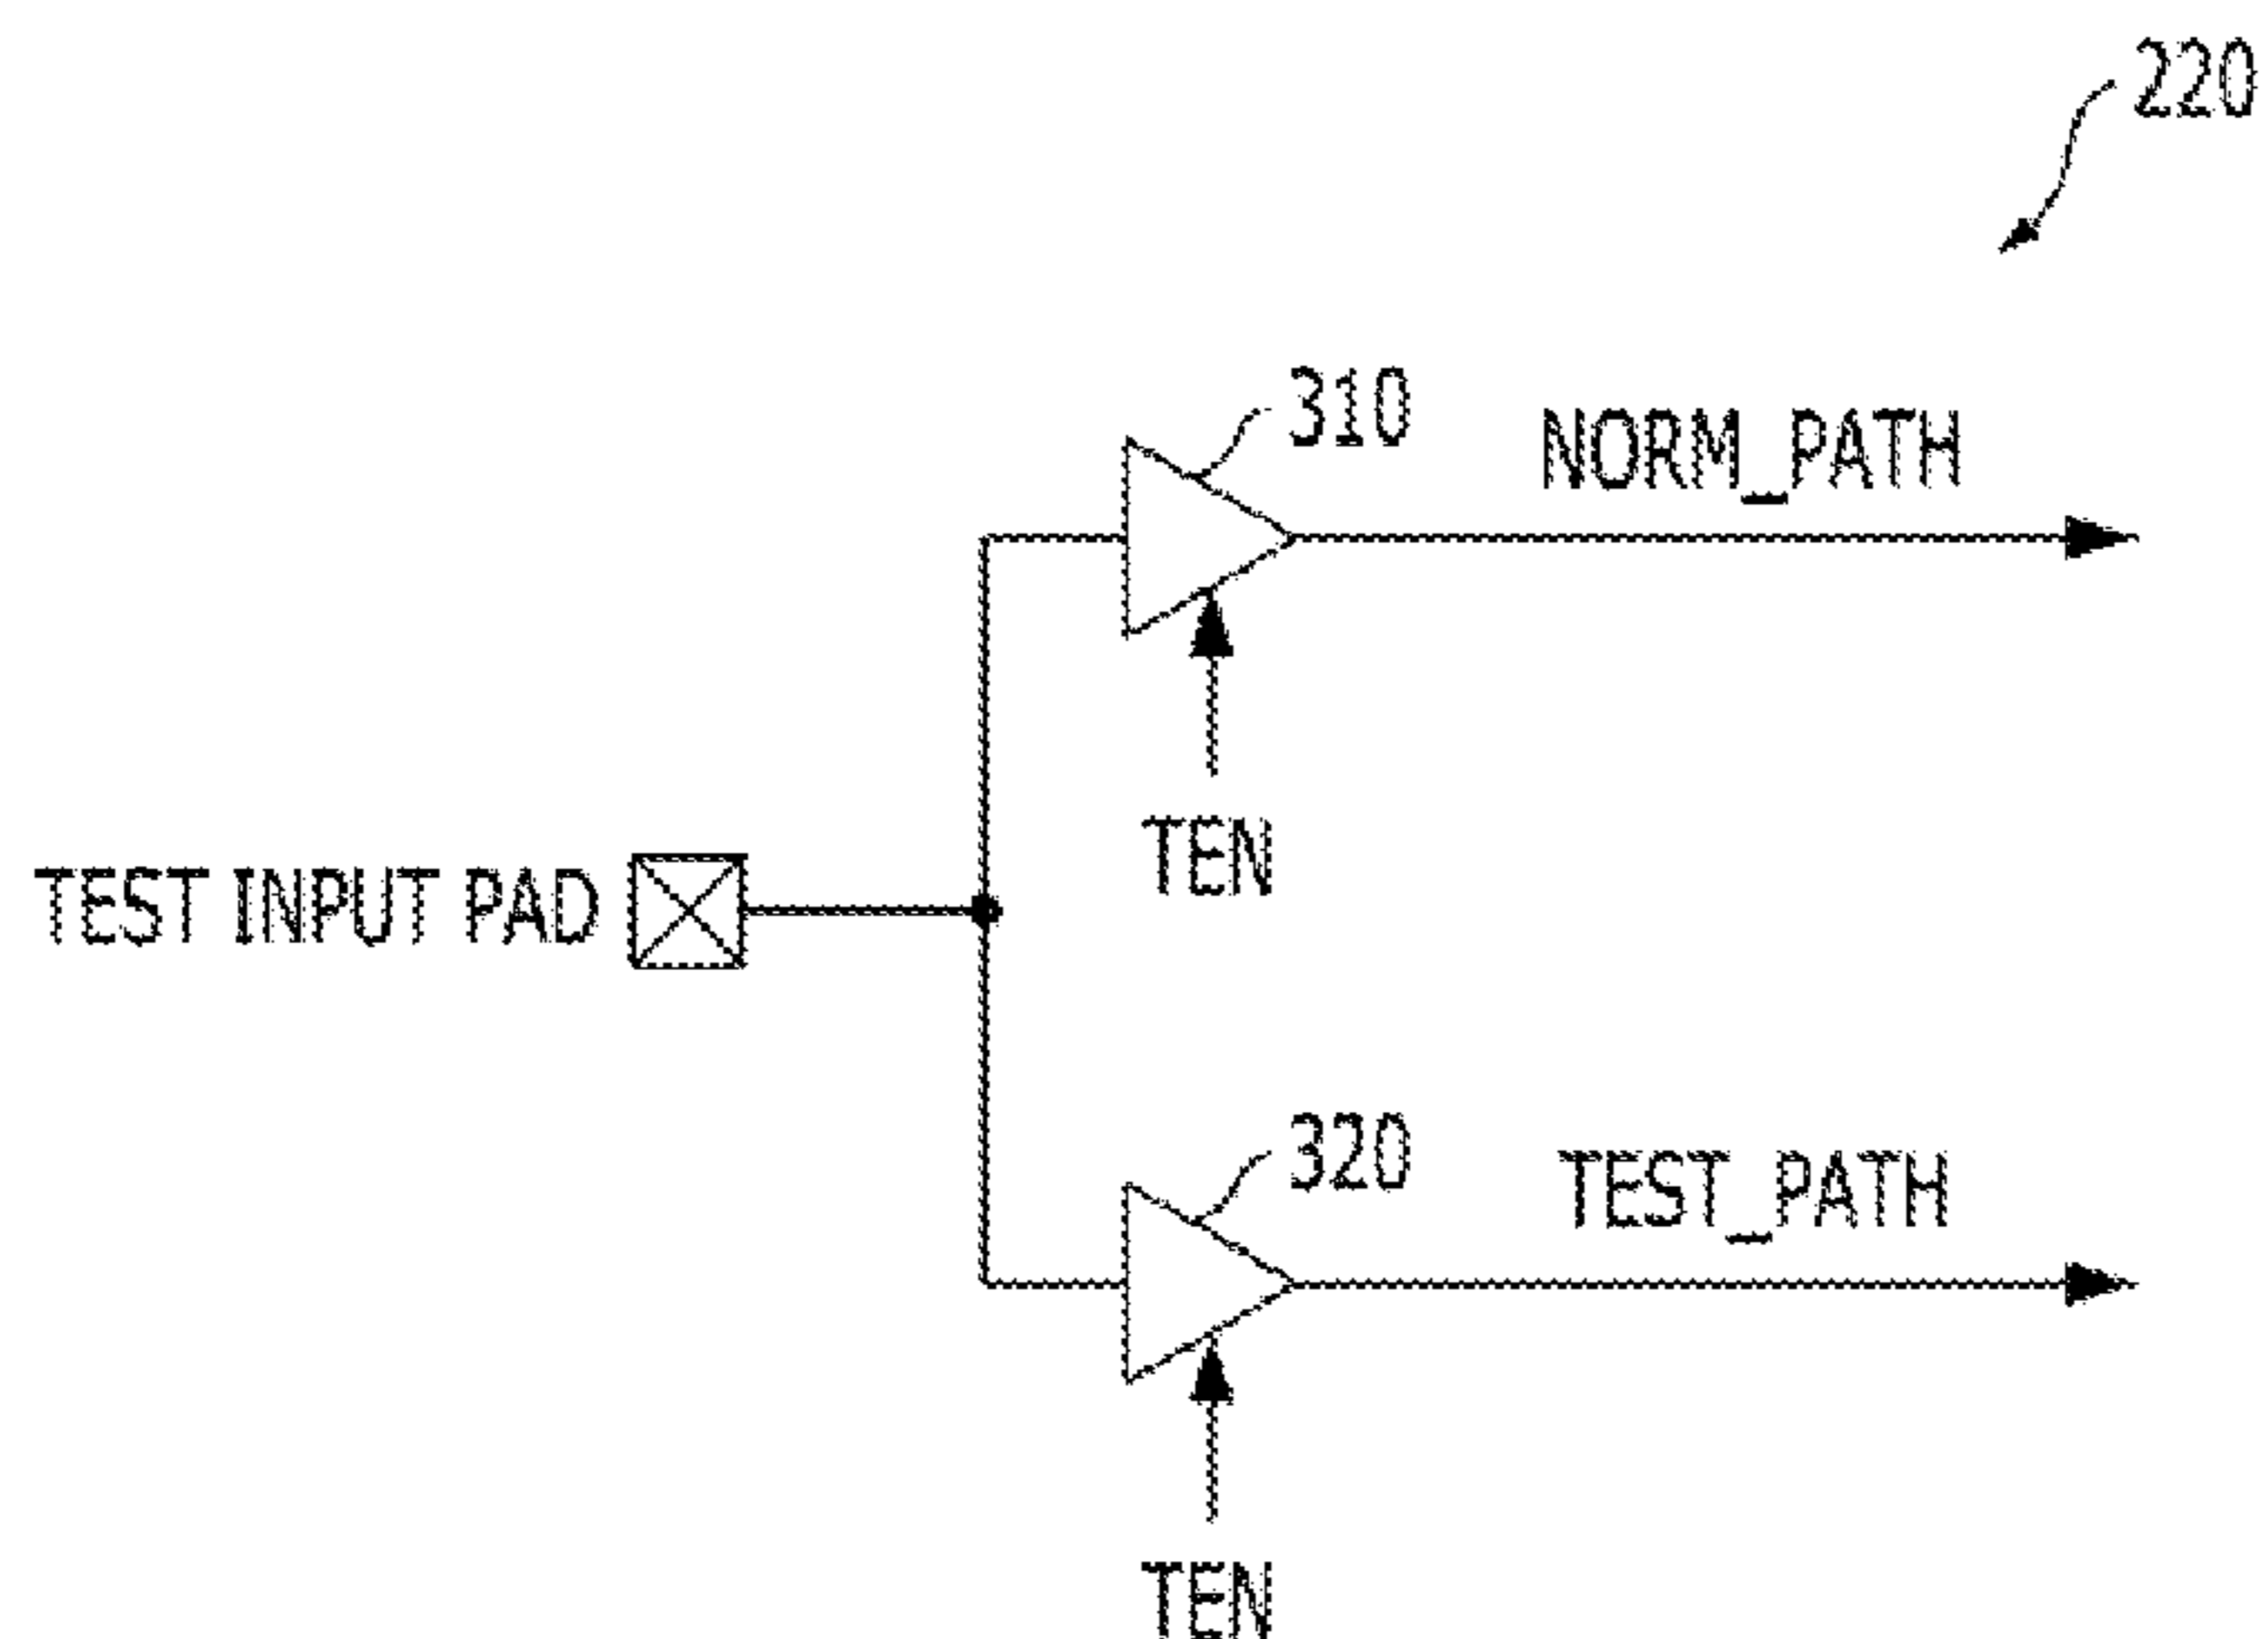 220
310
NORM_PATH
TEN
TEST INPUT PAD
320
TEST_PATH
TEN